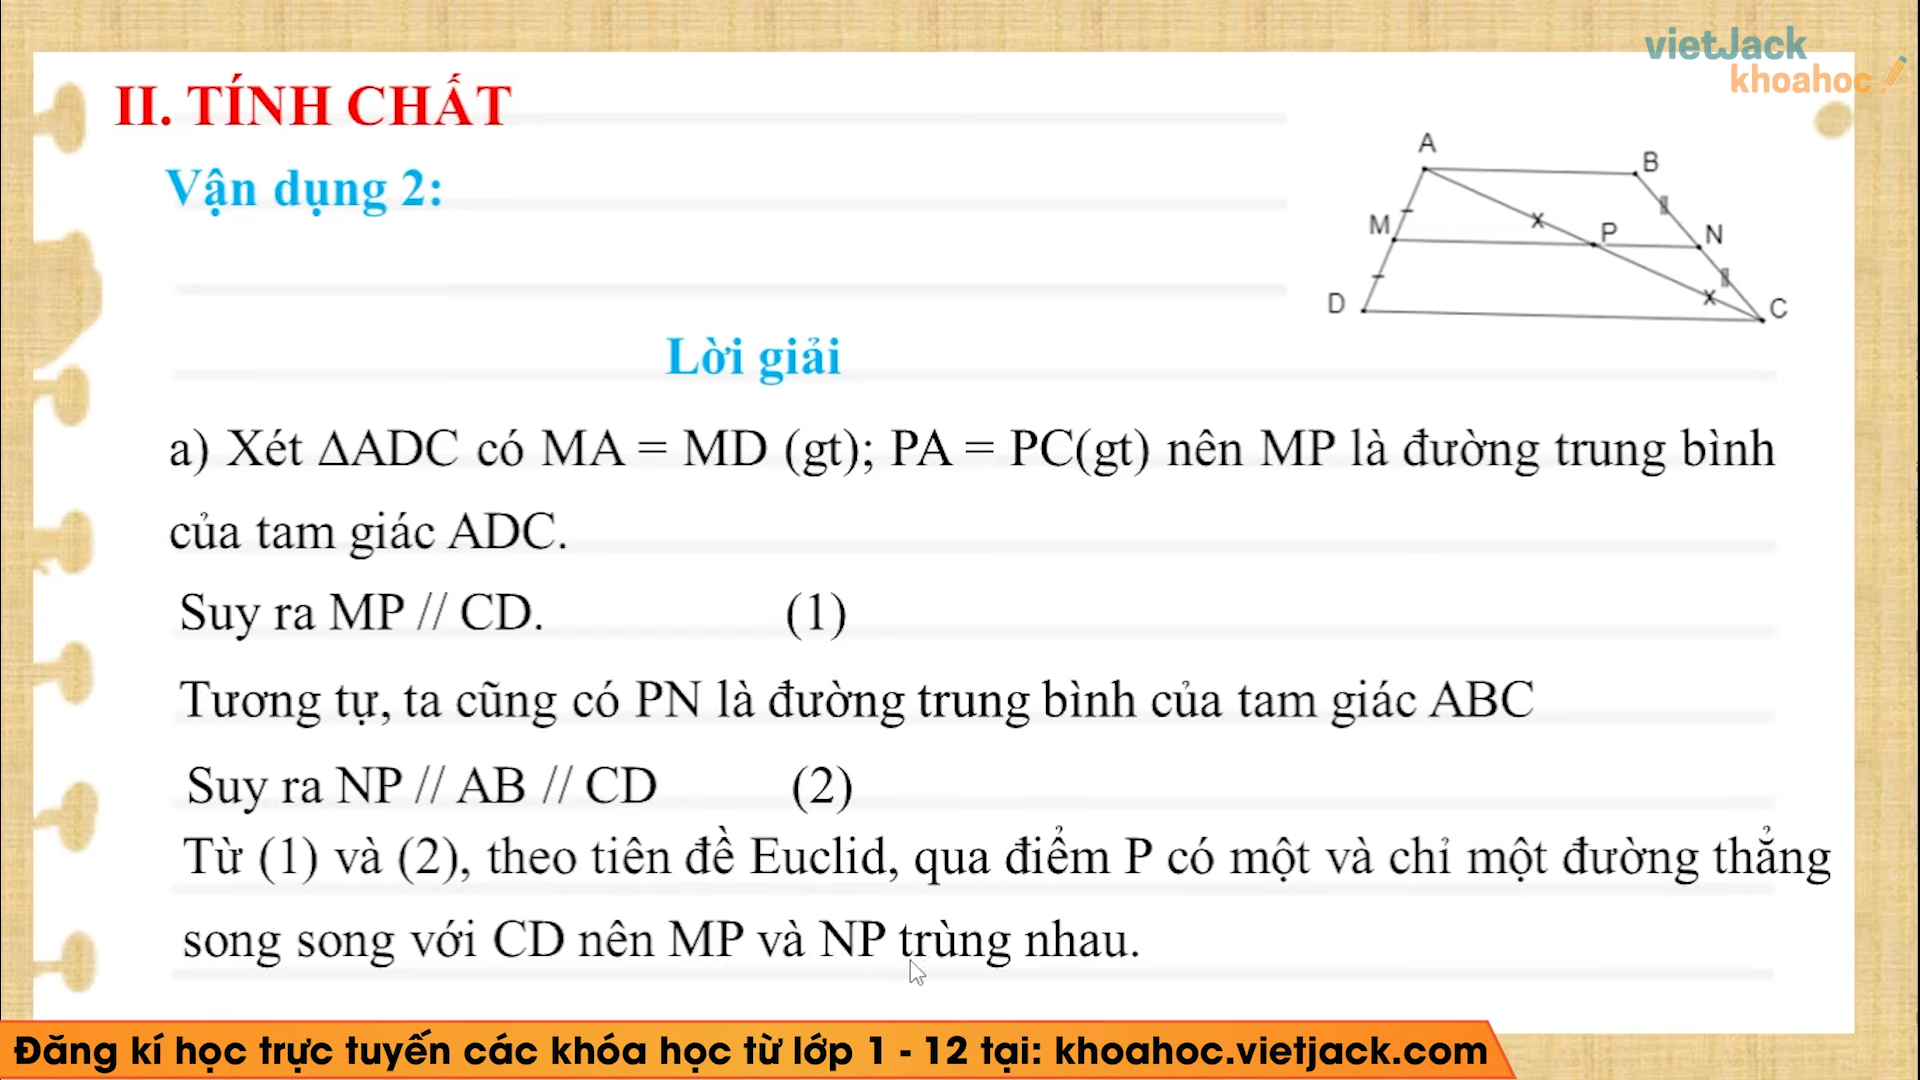 vietJack
khoahoc
II. TÍNH CHẤT
Vận dụng 2:
A
B
M
P
N
D
C
Lời giải
a) Xét ΔADC có MA = MD (gt); PA = PC(gt) nên MP là đường trung bình
của tam giác ADC.
Suy ra MP // CD. (1)
Tương tự, ta cũng có PN là đường trung bình của tam giác ABC
Suy ra NP // AB // CD (2)
Từ (1) và (2), theo tiên đề Euclid, qua điểm P có một và chỉ một đường thẳng
song song với CD nên MP và NP trùng nhau.
Đăng kí học trực tuyến các khóa học từ lớp 1 - 12 tại: khoahoc.vietjack.com